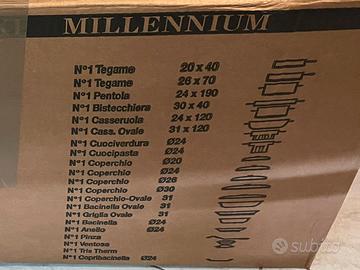 MILLENNIUM
N°1 Tegame 20 x 40
N°1 Tegame 26 x 70
N°1 Pentola 24 x 190
N°1 Bistecchiera 30 x 40
N°1 Casseruola 24 x 120
N°1 Cass. Ovale 31 x 120
N°1 Cuociverdura Ø24
N°1 Cuocipasta Ø24
N°1 Coperchio Ø20
N°1 Coperchio Ø24
N°1 Coperchio Ø26
N°1 Coperchio Ø30
N°1 Coperchio-Ovale 31
N°1 Bacinella Ovale 31
N°1 Griglia Ovale 31
N°1 Bacinella Ø24
N°1 Anello Ø24
N°1 Pinza
N°1 Ventosa
N°1 Tris Therm
N°1 Copribacinella Ø24
subito